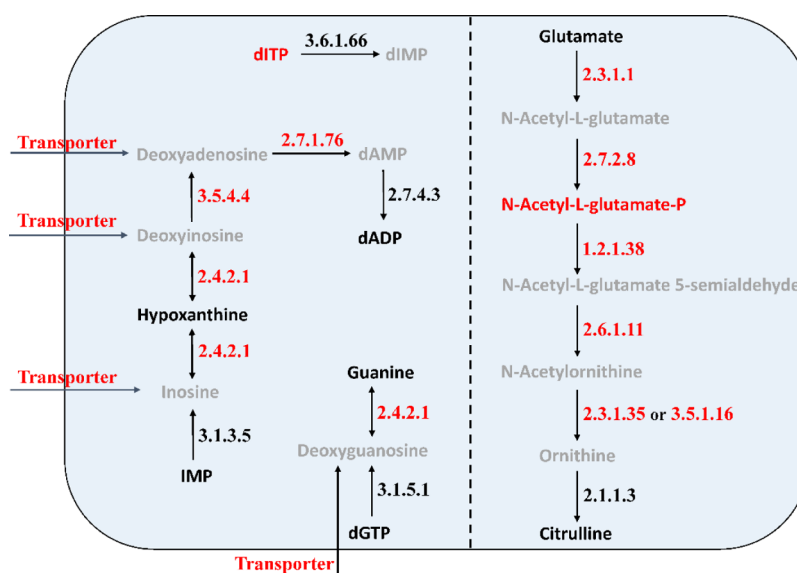 3.6.1.66
dITP
dIMP
Transporter
Deoxyadenosine
2.7.1.76
dAMP
3.5.4.4
2.7.4.3
Transporter
Deoxyinosine
dADP
2.4.2.1
Hypoxanthine
2.4.2.1
Transporter
Inosine
3.1.3.5
IMP
Guanine
2.4.2.1
Deoxyguanosine
3.1.5.1
dGTP
Transporter
Glutamate
2.3.1.1
N-Acetyl-L-glutamate
2.7.2.8
N-Acetyl-L-glutamate-P
1.2.1.38
N-Acetyl-L-glutamate 5-semialdehyde
2.6.1.11
N-Acetylornithine
2.3.1.35 or 3.5.1.16
Ornithine
2.1.1.3
Citrulline